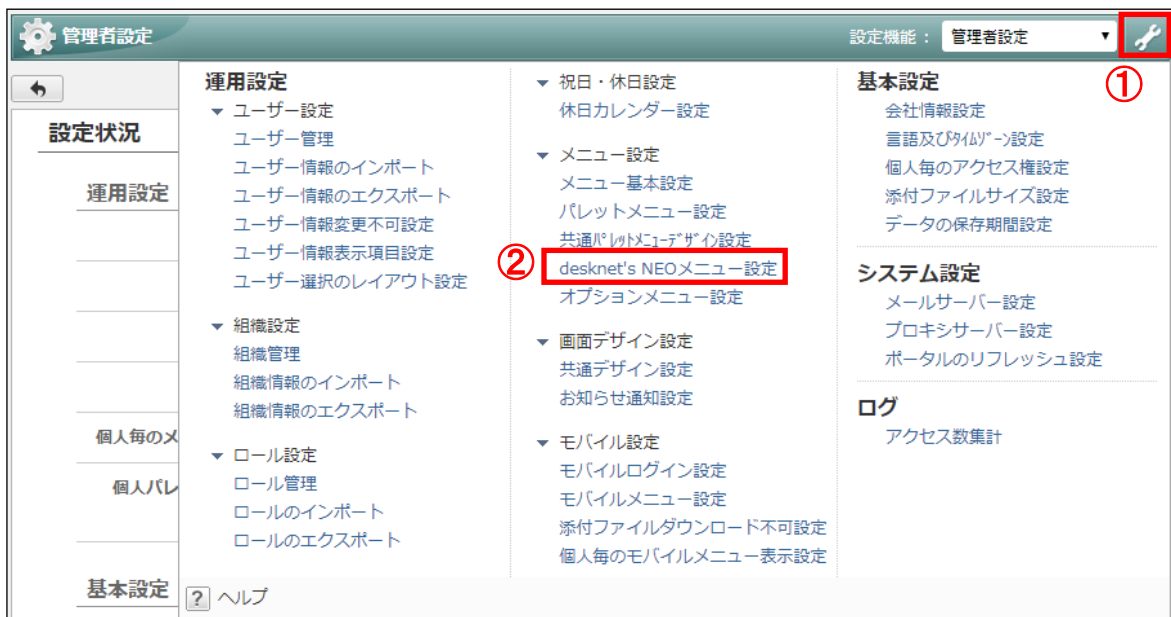 管理者設定
設定機能： 管理者設定
①
設定状況
運用設定
個人毎のメ
個人パレ
基本設定
運用設定
ユーザー設定
ユーザー管理
ユーザー情報のインポート
ユーザー情報のエクスポート
ユーザー情報変更不可設定
ユーザー情報表示項目設定
ユーザー選択のレイアウト設定
組織設定
組織管理
組織情報のインポート
組織情報のエクスポート
ロール設定
ロール管理
ロールのインポート
ロールのエクスポート
祝日・休日設定
休日カレンダー設定
メニュー設定
メニュー基本設定
パレットメニュー設定
共通ﾊﾟﾚｯﾄﾒﾆｭｰﾃﾞｻﾞｲﾝ設定
② desknet's NEOメニュー設定
オプションメニュー設定
画面デザイン設定
共通デザイン設定
お知らせ通知設定
モバイル設定
モバイルログイン設定
モバイルメニュー設定
添付ファイルダウンロード不可設定
個人毎のモバイルメニュー表示設定
基本設定
会社情報設定
言語及びﾀｲﾑｿﾞｰﾝ設定
個人毎のアクセス権設定
添付ファイルサイズ設定
データの保存期間設定
システム設定
メールサーバー設定
プロキシサーバー設定
ポータルのリフレッシュ設定
ログ
アクセス数集計
? ヘルプ